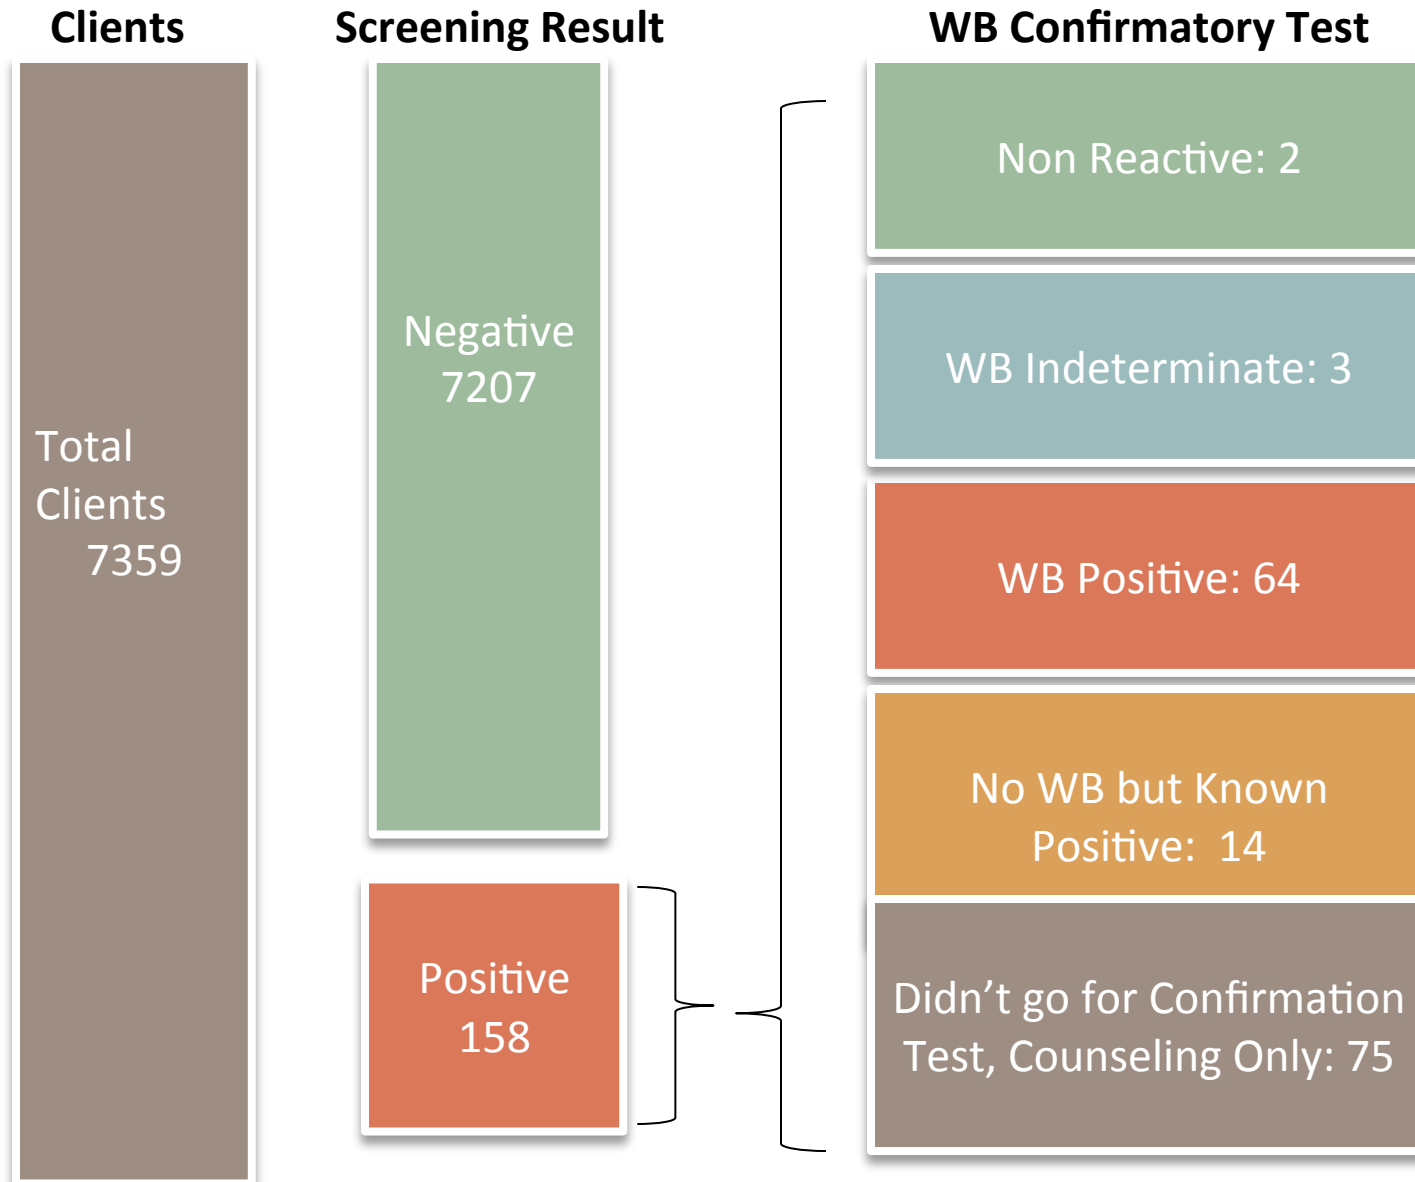 Clients
Screening Result
WB Confirmatory Test
Total
Clients
7359
Negative
7207
Positive
158
Non Reactive: 2
WB Indeterminate: 3
WB Positive: 64
No WB but Known
Positive: 14
Didn’t go for Confirmation
Test, Counseling Only: 75